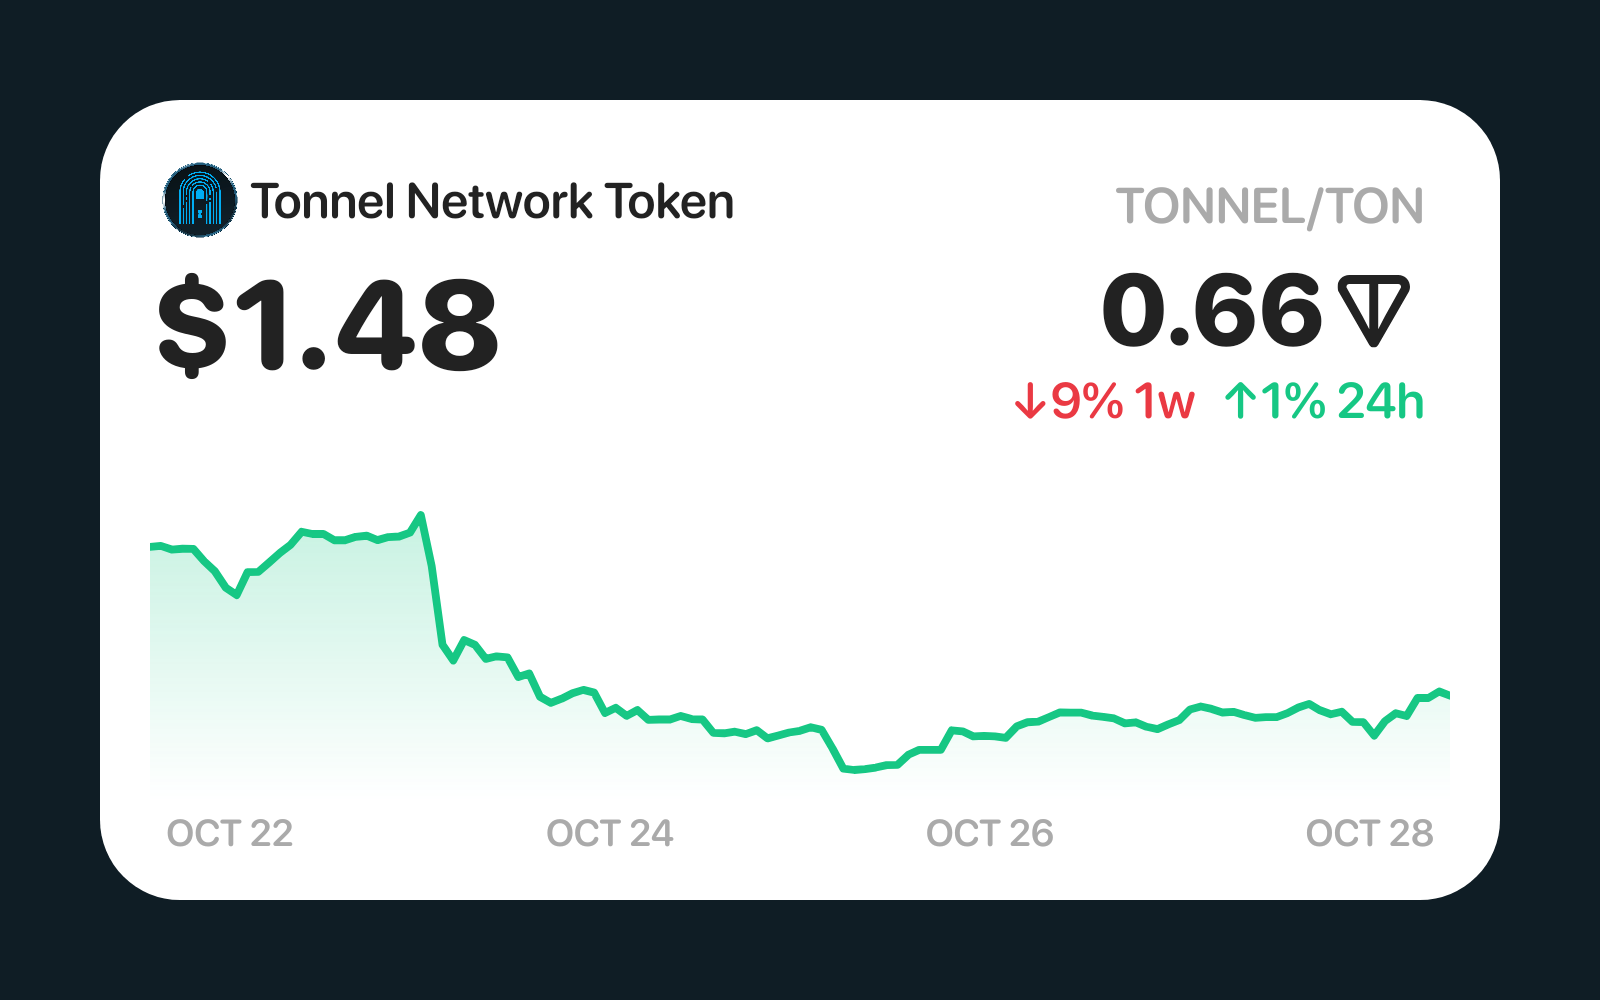 Tonnel Network Token
TONNEL/TON
$1.48
0.66
↓9% 1w ↑1% 24h
OCT 22 OCT 24 OCT 26 OCT 28